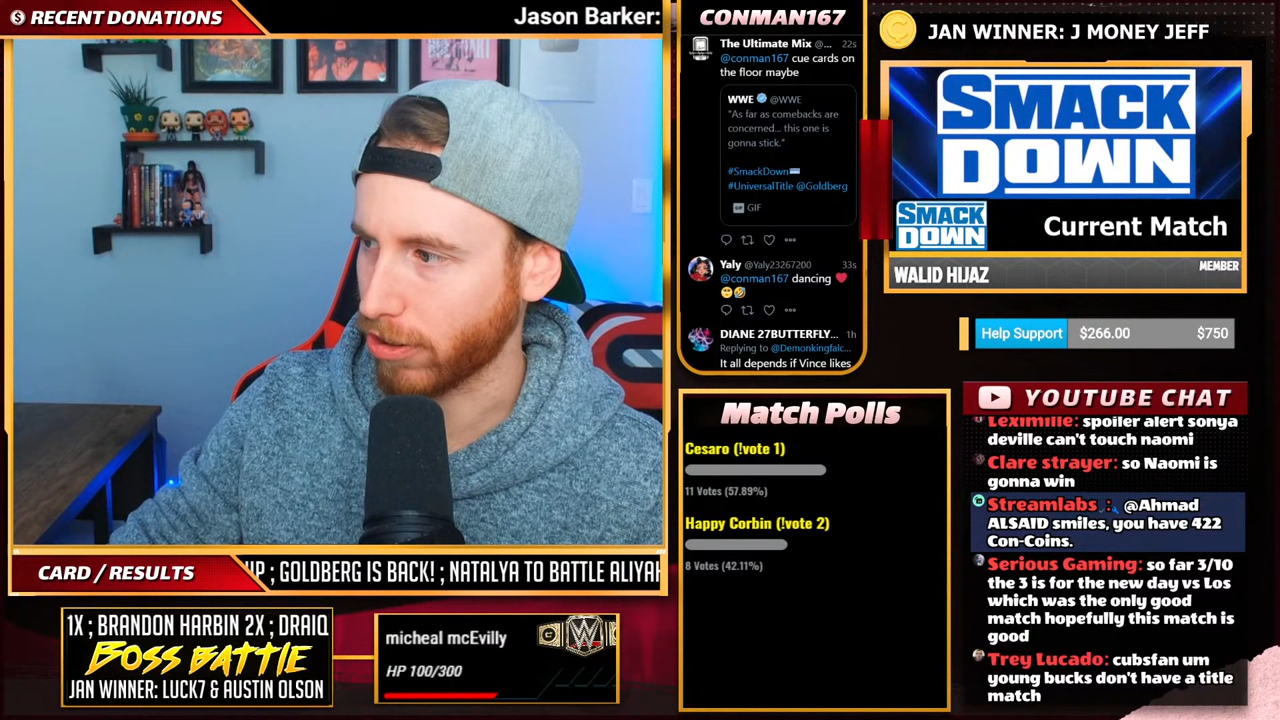 RECENT DONATIONS
Jason Barker:
CONMAN167
The Ultimate Mix @... 22s
@conman167 cue cards on
the floor maybe
WWE @WWE
"As far as comebacks are
concerned... this one is
gonna stick."
#SmackDown
#UniversalTitle @Goldberg
GIF
Yaly @Yaly23267200 33s
@conman167 dancing
DIANE 27BUTTERFLY... 1h
Replying to @Demonkingfalc...
It all depends if Vince likes
JAN WINNER: J MONEY JEFF
SMACK
DOWN
SMACK
DOWN
Current Match
WALID HIJAZ
MEMBER
Help Support $266.00 $750
Match Polls
Cesaro (!vote 1)
11 Votes (57.89%)
Happy Corbin (!vote 2)
8 Votes (42.11%)
YOUTUBE CHAT
Leximille: spoiler alert sonya
deville can't touch naomi
Clare strayer: so Naomi is
gonna win
Streamlabs : @Ahmad
ALSAID smiles, you have 422
Con-Coins.
Serious Gaming: so far 3/10
the 3 is for the new day vs Los
which was the only good
match hopefully this match is
good
Trey Lucado: cubsfan um
young bucks don't have a title
match
CARD / RESULTS
UP ; GOLDBERG IS BACK! ; NATALYA TO BATTLE ALIYAH
1X ; BRANDON HARBIN 2X ; DRAIQ
BOSS BATTLE
JAN WINNER: LUCK7 & AUSTIN OLSON
micheal mcEvilly
HP 100/300